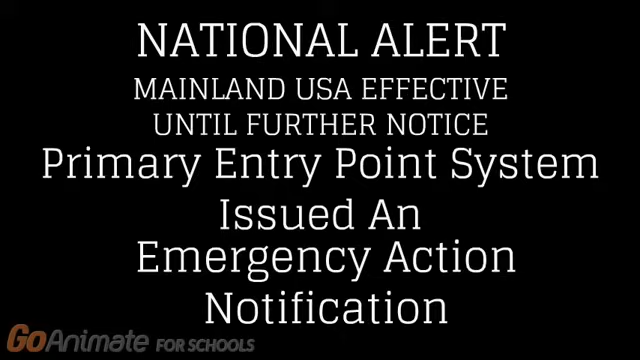 NATIONAL ALERT
MAINLAND USA EFFECTIVE
UNTIL FURTHER NOTICE
Primary Entry Point System
Issued An
Emergency Action
Notification
GoAnimate FOR SCHOOLS